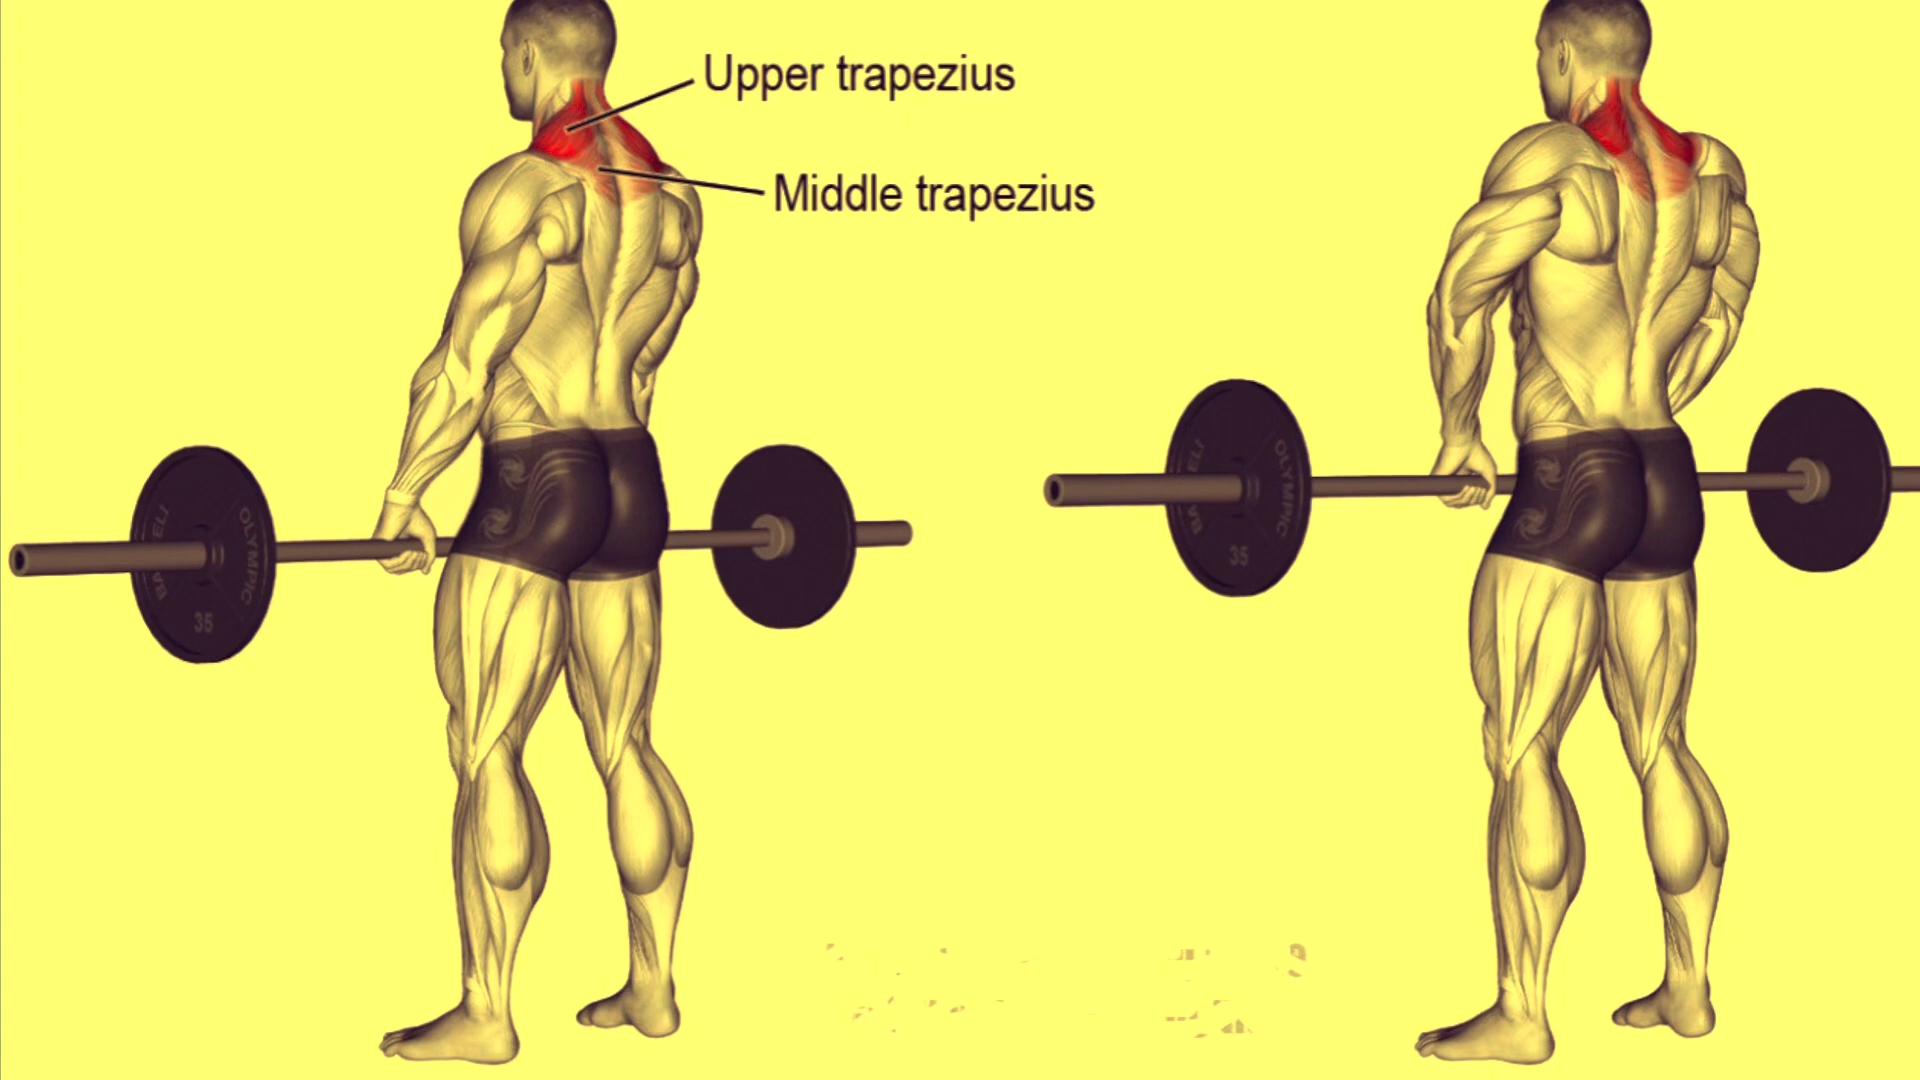 Upper trapezius
Middle trapezius
OLYMPIC
35
OLYMPIC
35